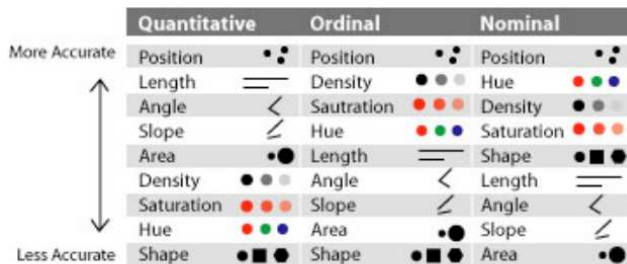 Quantitative Ordinal Nominal
More Accurate Position Position Position
Length Density Hue
Angle Sautration Density
Slope Hue Saturation
Area Length Shape
Density Angle Length
Saturation Slope Angle
Hue Area Slope
Less Accurate Shape Shape Area